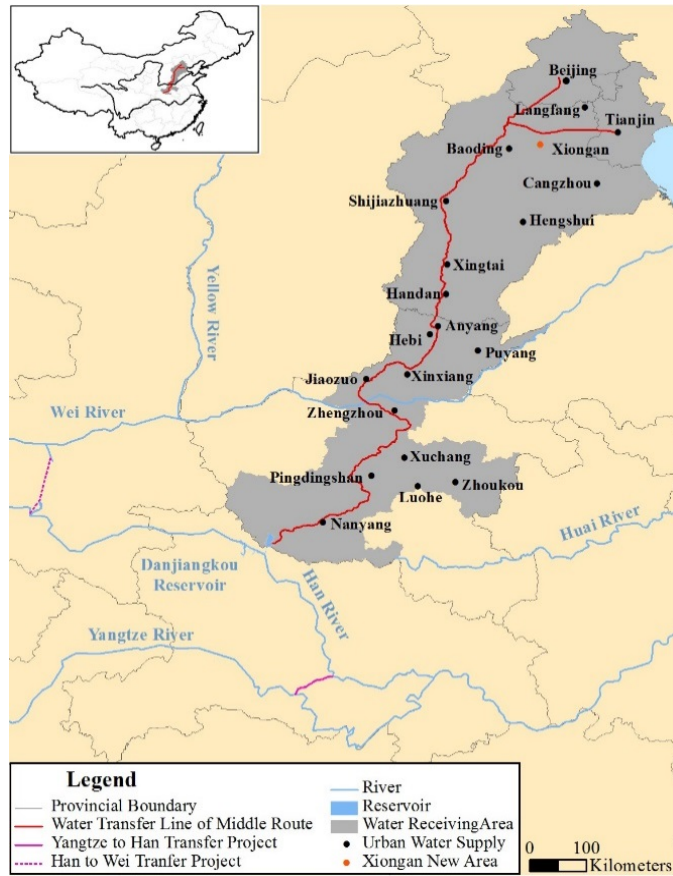 Beijing
Langfang
Tianjin
Baoding
Xiongan
Cangzhou
Shijiazhuang
Hengshui
Yellow River
Xingtai
Handan
Anyang
Hebi
Puyang
Jiaozuo
Xinxiang
Wei River
Zhengzhou
Xuchang
Pingdingshan
Zhoukou
Luohe
Nanyang
Huai River
Danjiangkou
Reservoir
Han River
Yangtze River
Legend
Provincial Boundary
Water Transfer Line of Middle Route
Yangtze to Han Transfer Project
Han to Wei Tranfer Project
River
Reservoir
Water ReceivingArea
Urban Water Supply
Xiongan New Area
0 100
Kilometers